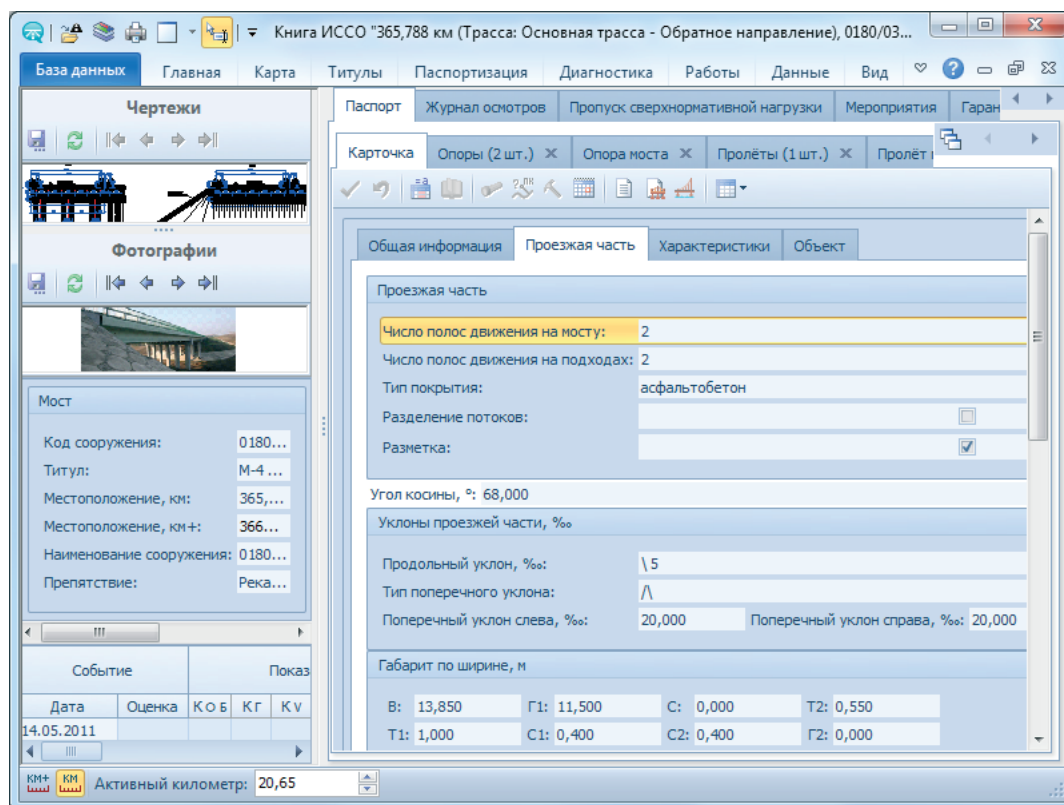 Книга ИССО "365,788 км (Трасса: Основная трасса - Обратное направление), 0180/03...
База данных Главная Карта Титулы Паспортизация Диагностика Работы Данные Вид
Чертежи
Фотографии
Мост
Код сооружения: 0180...
Титул: М-4 ...
Местоположение, км: 365,...
Местоположение, км+: 366...
Наименование сооружения: 0180...
Препятствие: Река...
Событие Показ
Дата Оценка К О Б К Г К V
14.05.2011
Паспорт Журнал осмотров Пропуск сверхнормативной нагрузки Мероприятия Гаран
Карточка Опоры (2 шт.) Опора моста Пролёты (1 шт.) Пролёт
Общая информация Проезжая часть Характеристики Объект
Проезжая часть
Число полос движения на мосту: 2
Число полос движения на подходах: 2
Тип покрытия: асфальтобетон
Разделение потоков:
Разметка:
Угол косины, °: 68,000
Уклоны проезжей части, ‰
Продольный уклон, ‰: \ 5
Тип поперечного уклона: /\
Поперечный уклон слева, ‰: 20,000 Поперечный уклон справа, ‰: 20,000
Габарит по ширине, м
В: 13,850 Г1: 11,500 С: 0,000 Т2: 0,550
Т1: 1,000 С1: 0,400 С2: 0,400 Г2: 0,000
КМ+ КМ Активный километр: 20,65